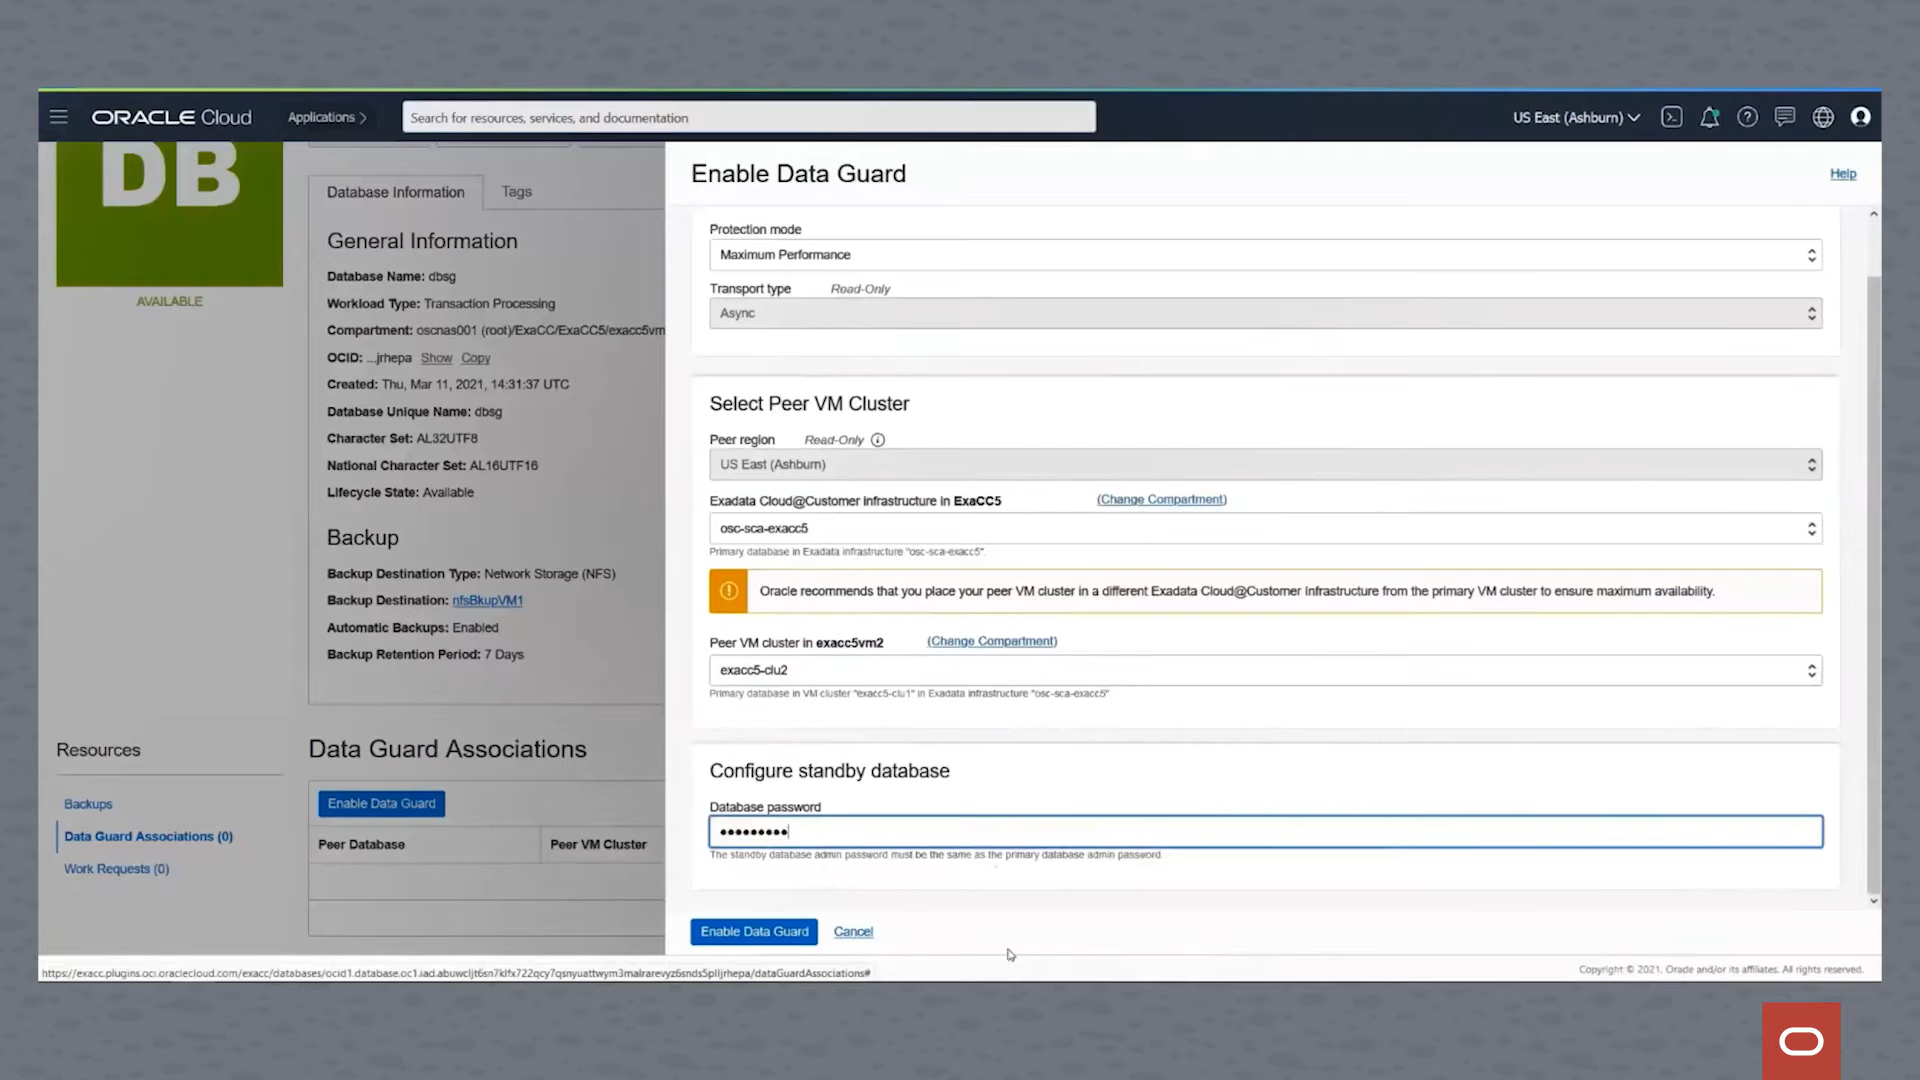 ORACLE Cloud
Applications
Search for resources, services, and documentation
US East (Ashburn)
DB
AVAILABLE
Database Information
Tags
General Information
Database Name: dbsg
Workload Type: Transaction Processing
Compartment: oscnas001 (root)/ExaCC/ExaCC5/exacc5vm
OCID: ...jrhepa Show Copy
Created: Thu, Mar 11, 2021, 14:31:37 UTC
Database Unique Name: dbsg
Character Set: AL32UTF8
National Character Set: AL16UTF16
Lifecycle State: Available
Backup
Backup Destination Type: Network Storage (NFS)
Backup Destination: nfsBkupVM1
Automatic Backups: Enabled
Backup Retention Period: 7 Days
Resources
Backups
Data Guard Associations (0)
Work Requests (0)
Data Guard Associations
Enable Data Guard
Peer Database
Peer VM Cluster
Enable Data Guard
Help
Protection mode
Maximum Performance
Transport type Read-Only
Async
Select Peer VM Cluster
Peer region Read-Only
US East (Ashburn)
Exadata Cloud@Customer infrastructure in ExaCC5 (Change Compartment)
osc-sca-exacc5
Primary database in Exadata infrastructure "osc-sca-exacc5".
Oracle recommends that you place your peer VM cluster in a different Exadata Cloud@Customer Infrastructure from the primary VM cluster to ensure maximum availability.
Peer VM cluster in exacc5vm2 (Change Compartment)
exacc5-clu2
Primary database in VM cluster "exacc5-clu1" in Exadata infrastructure "osc-sca-exacc5"
Configure standby database
Database password
•••••••••
The standby database admin password must be the same as the primary database admin password
Enable Data Guard
Cancel
Copyright © 2021, Oracle and/or its affiliates. All rights reserved.